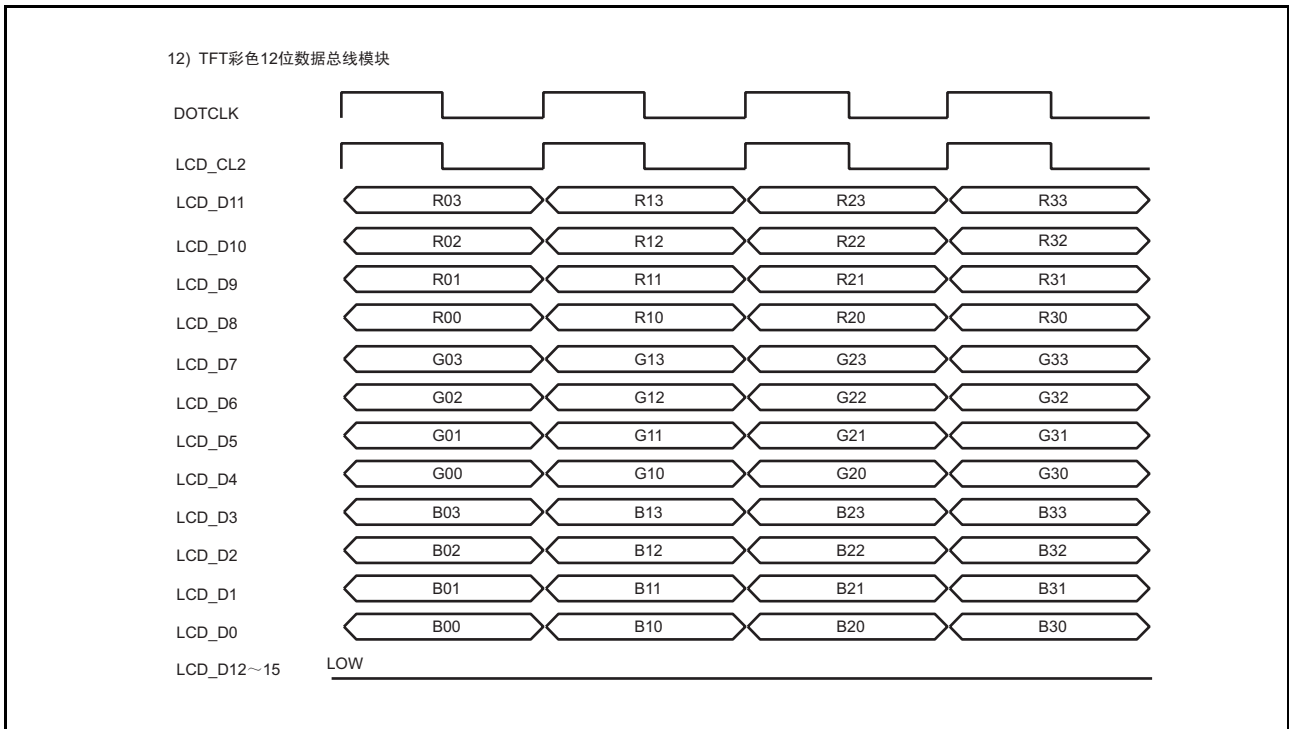 12) TFT彩色12位数据总线模块
DOTCLK
LCD_CL2
LCD_D11 R03 R13 R23 R33
LCD_D10 R02 R12 R22 R32
LCD_D9 R01 R11 R21 R31
LCD_D8 R00 R10 R20 R30
LCD_D7 G03 G13 G23 G33
LCD_D6 G02 G12 G22 G32
LCD_D5 G01 G11 G21 G31
LCD_D4 G00 G10 G20 G30
LCD_D3 B03 B13 B23 B33
LCD_D2 B02 B12 B22 B32
LCD_D1 B01 B11 B21 B31
LCD_D0 B00 B10 B20 B30
LCD_D12～15 LOW